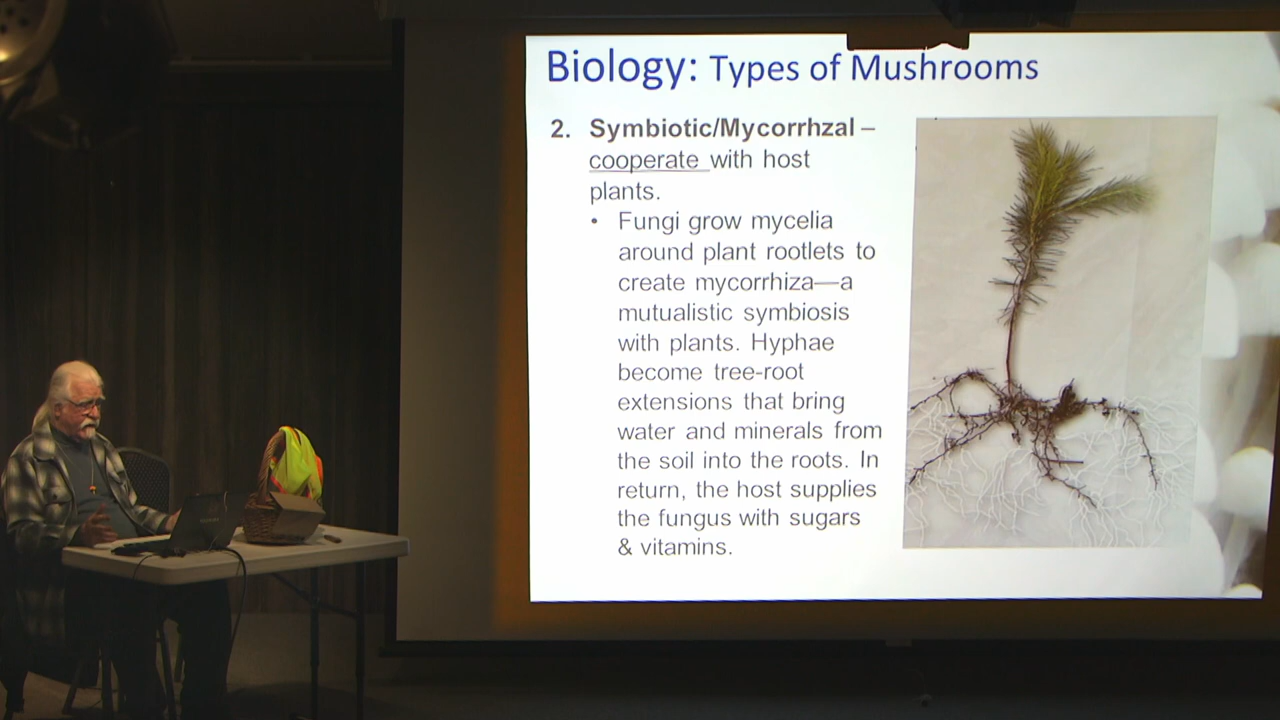 Biology: Types of Mushrooms
2. Symbiotic/Mycorrhzal –
cooperate with host
plants.
• Fungi grow mycelia
around plant rootlets to
create mycorrhiza—a
mutualistic symbiosis
with plants. Hyphae
become tree-root
extensions that bring
water and minerals from
the soil into the roots. In
return, the host supplies
the fungus with sugars
& vitamins.